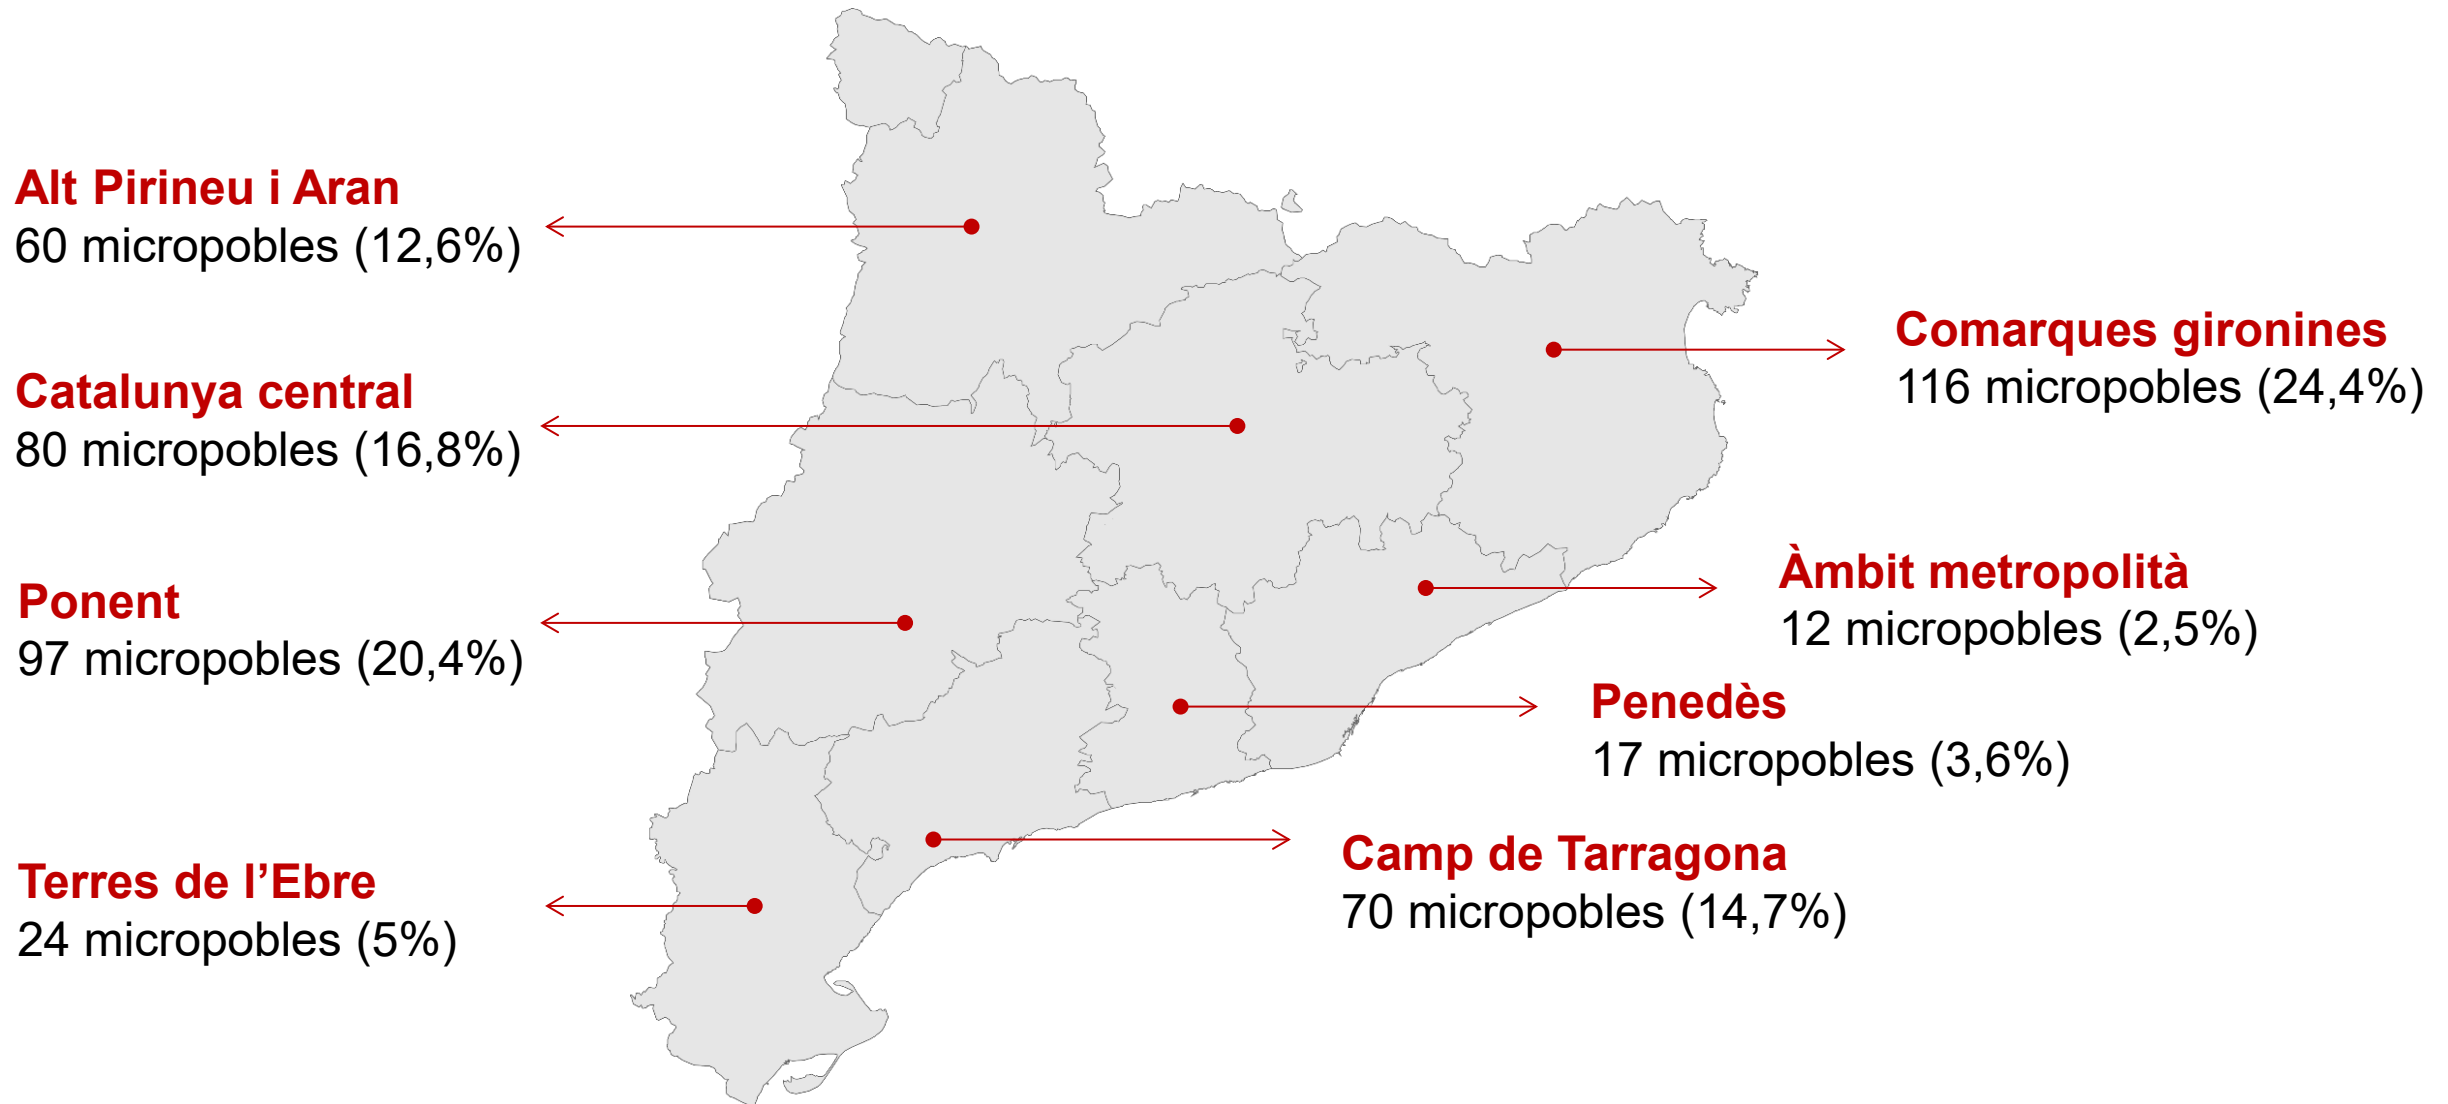 Alt Pirineu i Aran
60 micropobles (12,6%)
Catalunya central
80 micropobles (16,8%)
Ponent
97 micropobles (20,4%)
Terres de l’Ebre
24 micropobles (5%)
Comarques gironines
116 micropobles (24,4%)
Àmbit metropolità
12 micropobles (2,5%)
Penedès
17 micropobles (3,6%)
Camp de Tarragona
70 micropobles (14,7%)